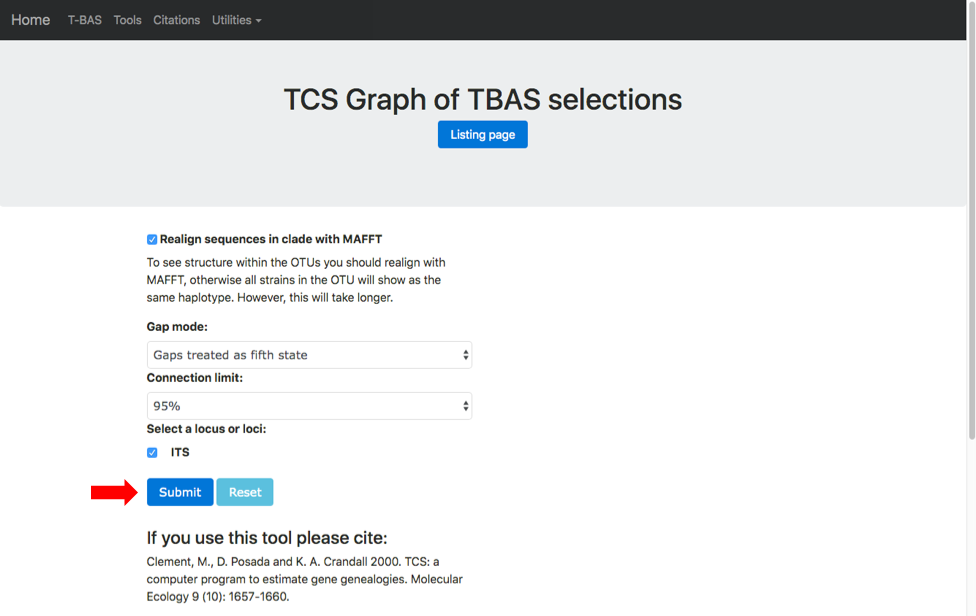 Home T-BAS Tools Citations Utilities
TCS Graph of TBAS selections
Listing page
Realign sequences in clade with MAFFT
To see structure within the OTUs you should realign with
MAFFT, otherwise all strains in the OTU will show as the
same haplotype. However, this will take longer.
Gap mode:
Gaps treated as fifth state
Connection limit:
95%
Select a locus or loci:
ITS
Submit Reset
If you use this tool please cite:
Clement, M., D. Posada and K. A. Crandall 2000. TCS: a
computer program to estimate gene genealogies. Molecular
Ecology 9 (10): 1657-1660.